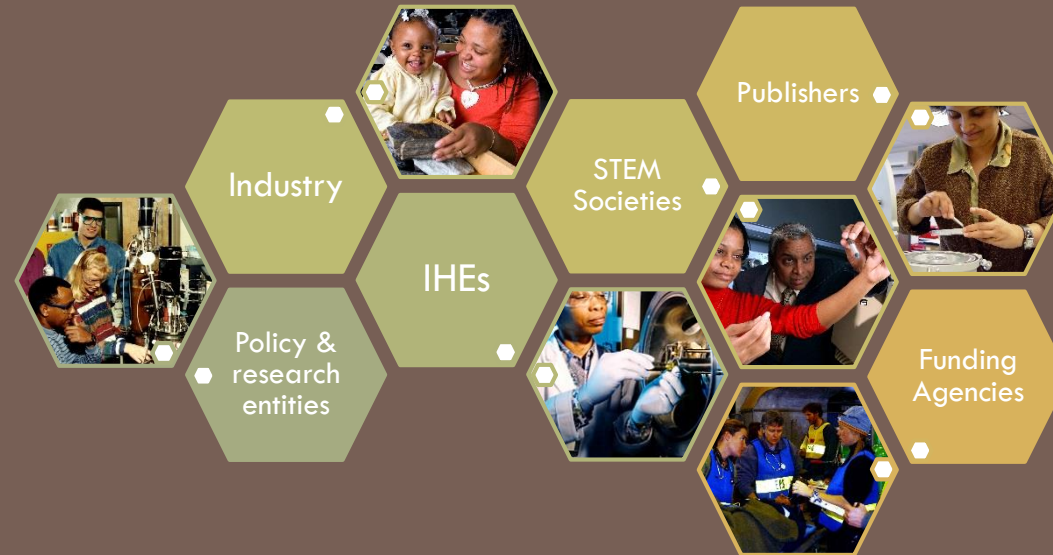 Industry
Policy &
research
entities
IHEs
STEM
Societies
Publishers
Funding
Agencies